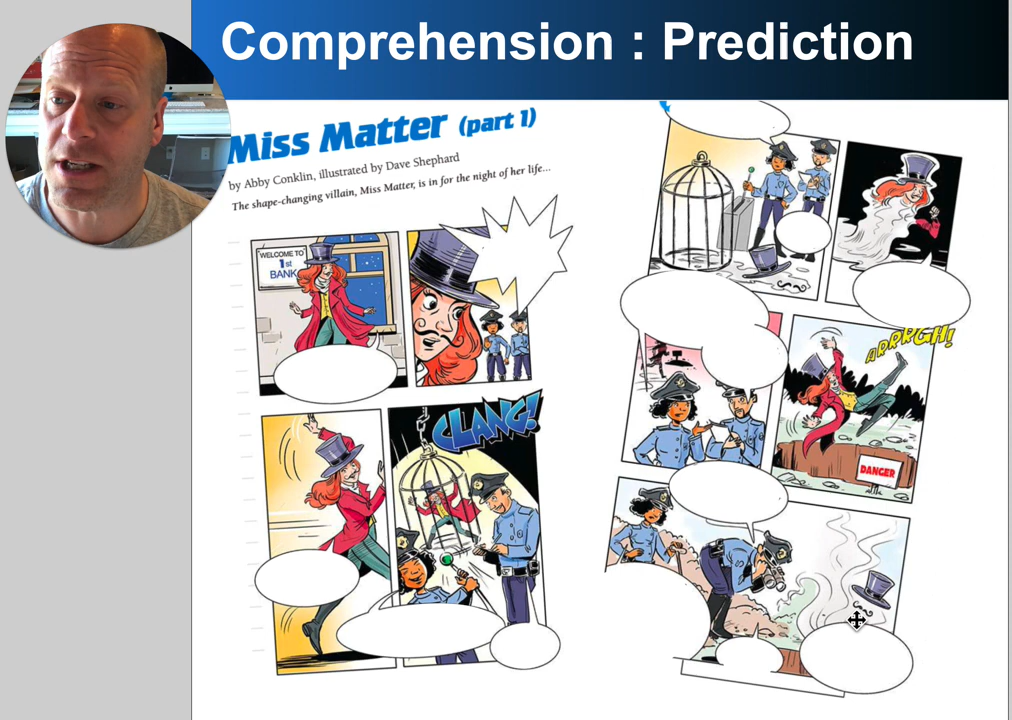 Comprehension : Prediction
Miss Matter (part 1)
by Abby Conklin, illustrated by Dave Shephard
The shape-changing villain, Miss Matter, is in for the night of her life...
WELCOME TO
1st
BANK
CLANG!
ARRRGH!
DANGER